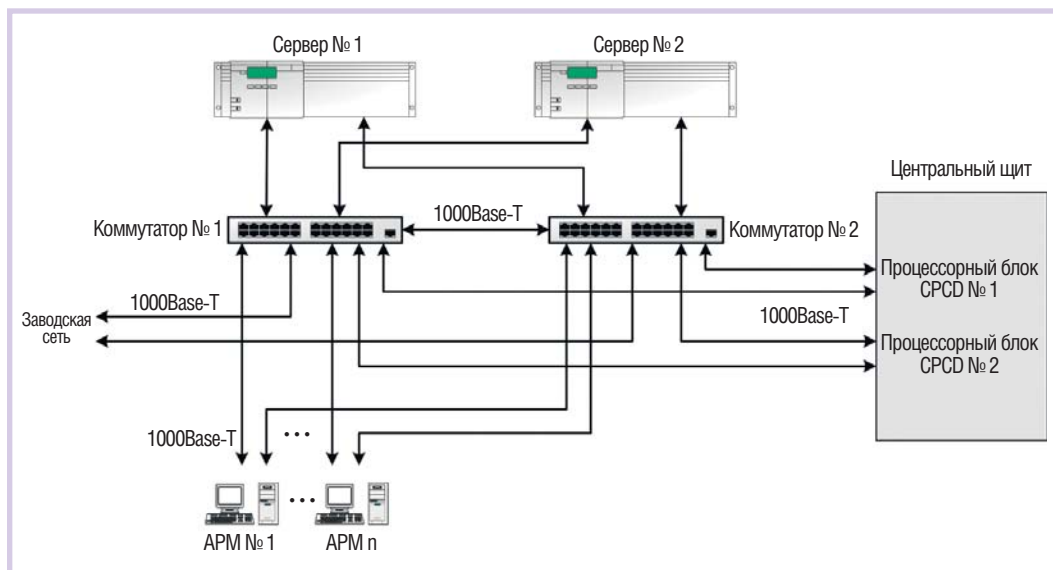 Сервер № 1
Сервер № 2
Центральный щит
Коммутатор № 1
1000Base-T
Коммутатор № 2
Процессорный блок
CPCD № 1
1000Base-T
Заводская
сеть
1000Base-T
Процессорный блок
CPCD № 2
1000Base-T
...
...
АРМ № 1
АРМ n